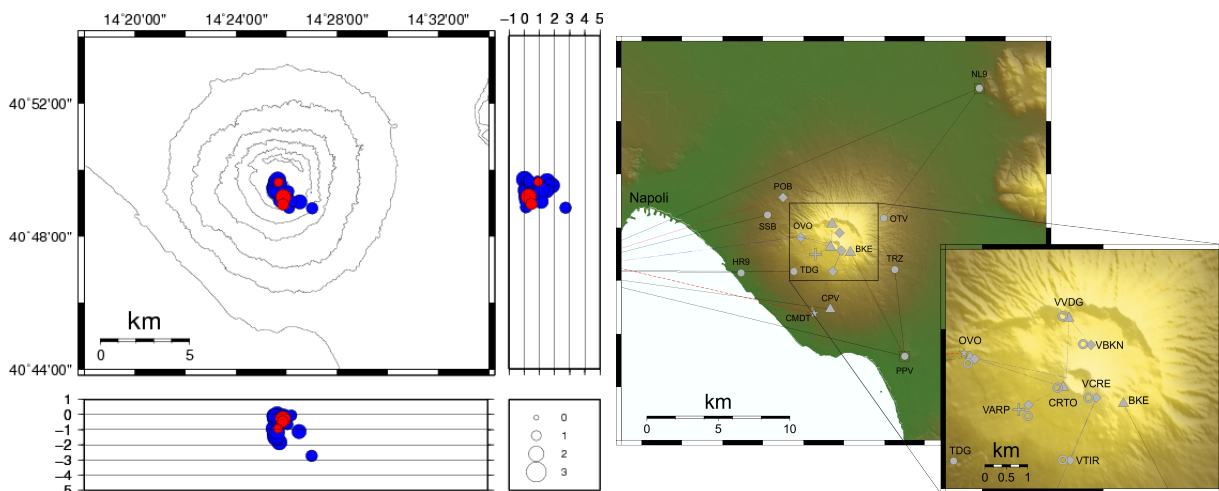 14˚20'00" 14˚24'00" 14˚28'00" 14˚32'00"
−1 0 1 2 3 4 5
40˚52'00"
40˚48'00"
40˚44'00"
km
0 5
1
0
−1
−2
−3
−4
5
0
1
2
3
NL9
Napoli
POB
SSB
OVO
OTV
BKE
HR9
TDG
TRZ
CPV
CMDT
PPV
km
0 5 10
VVDG
OVO
VBKN
VCRE
CRTO
BKE
VARP
TDG
VTIR
km
0 0.5 1